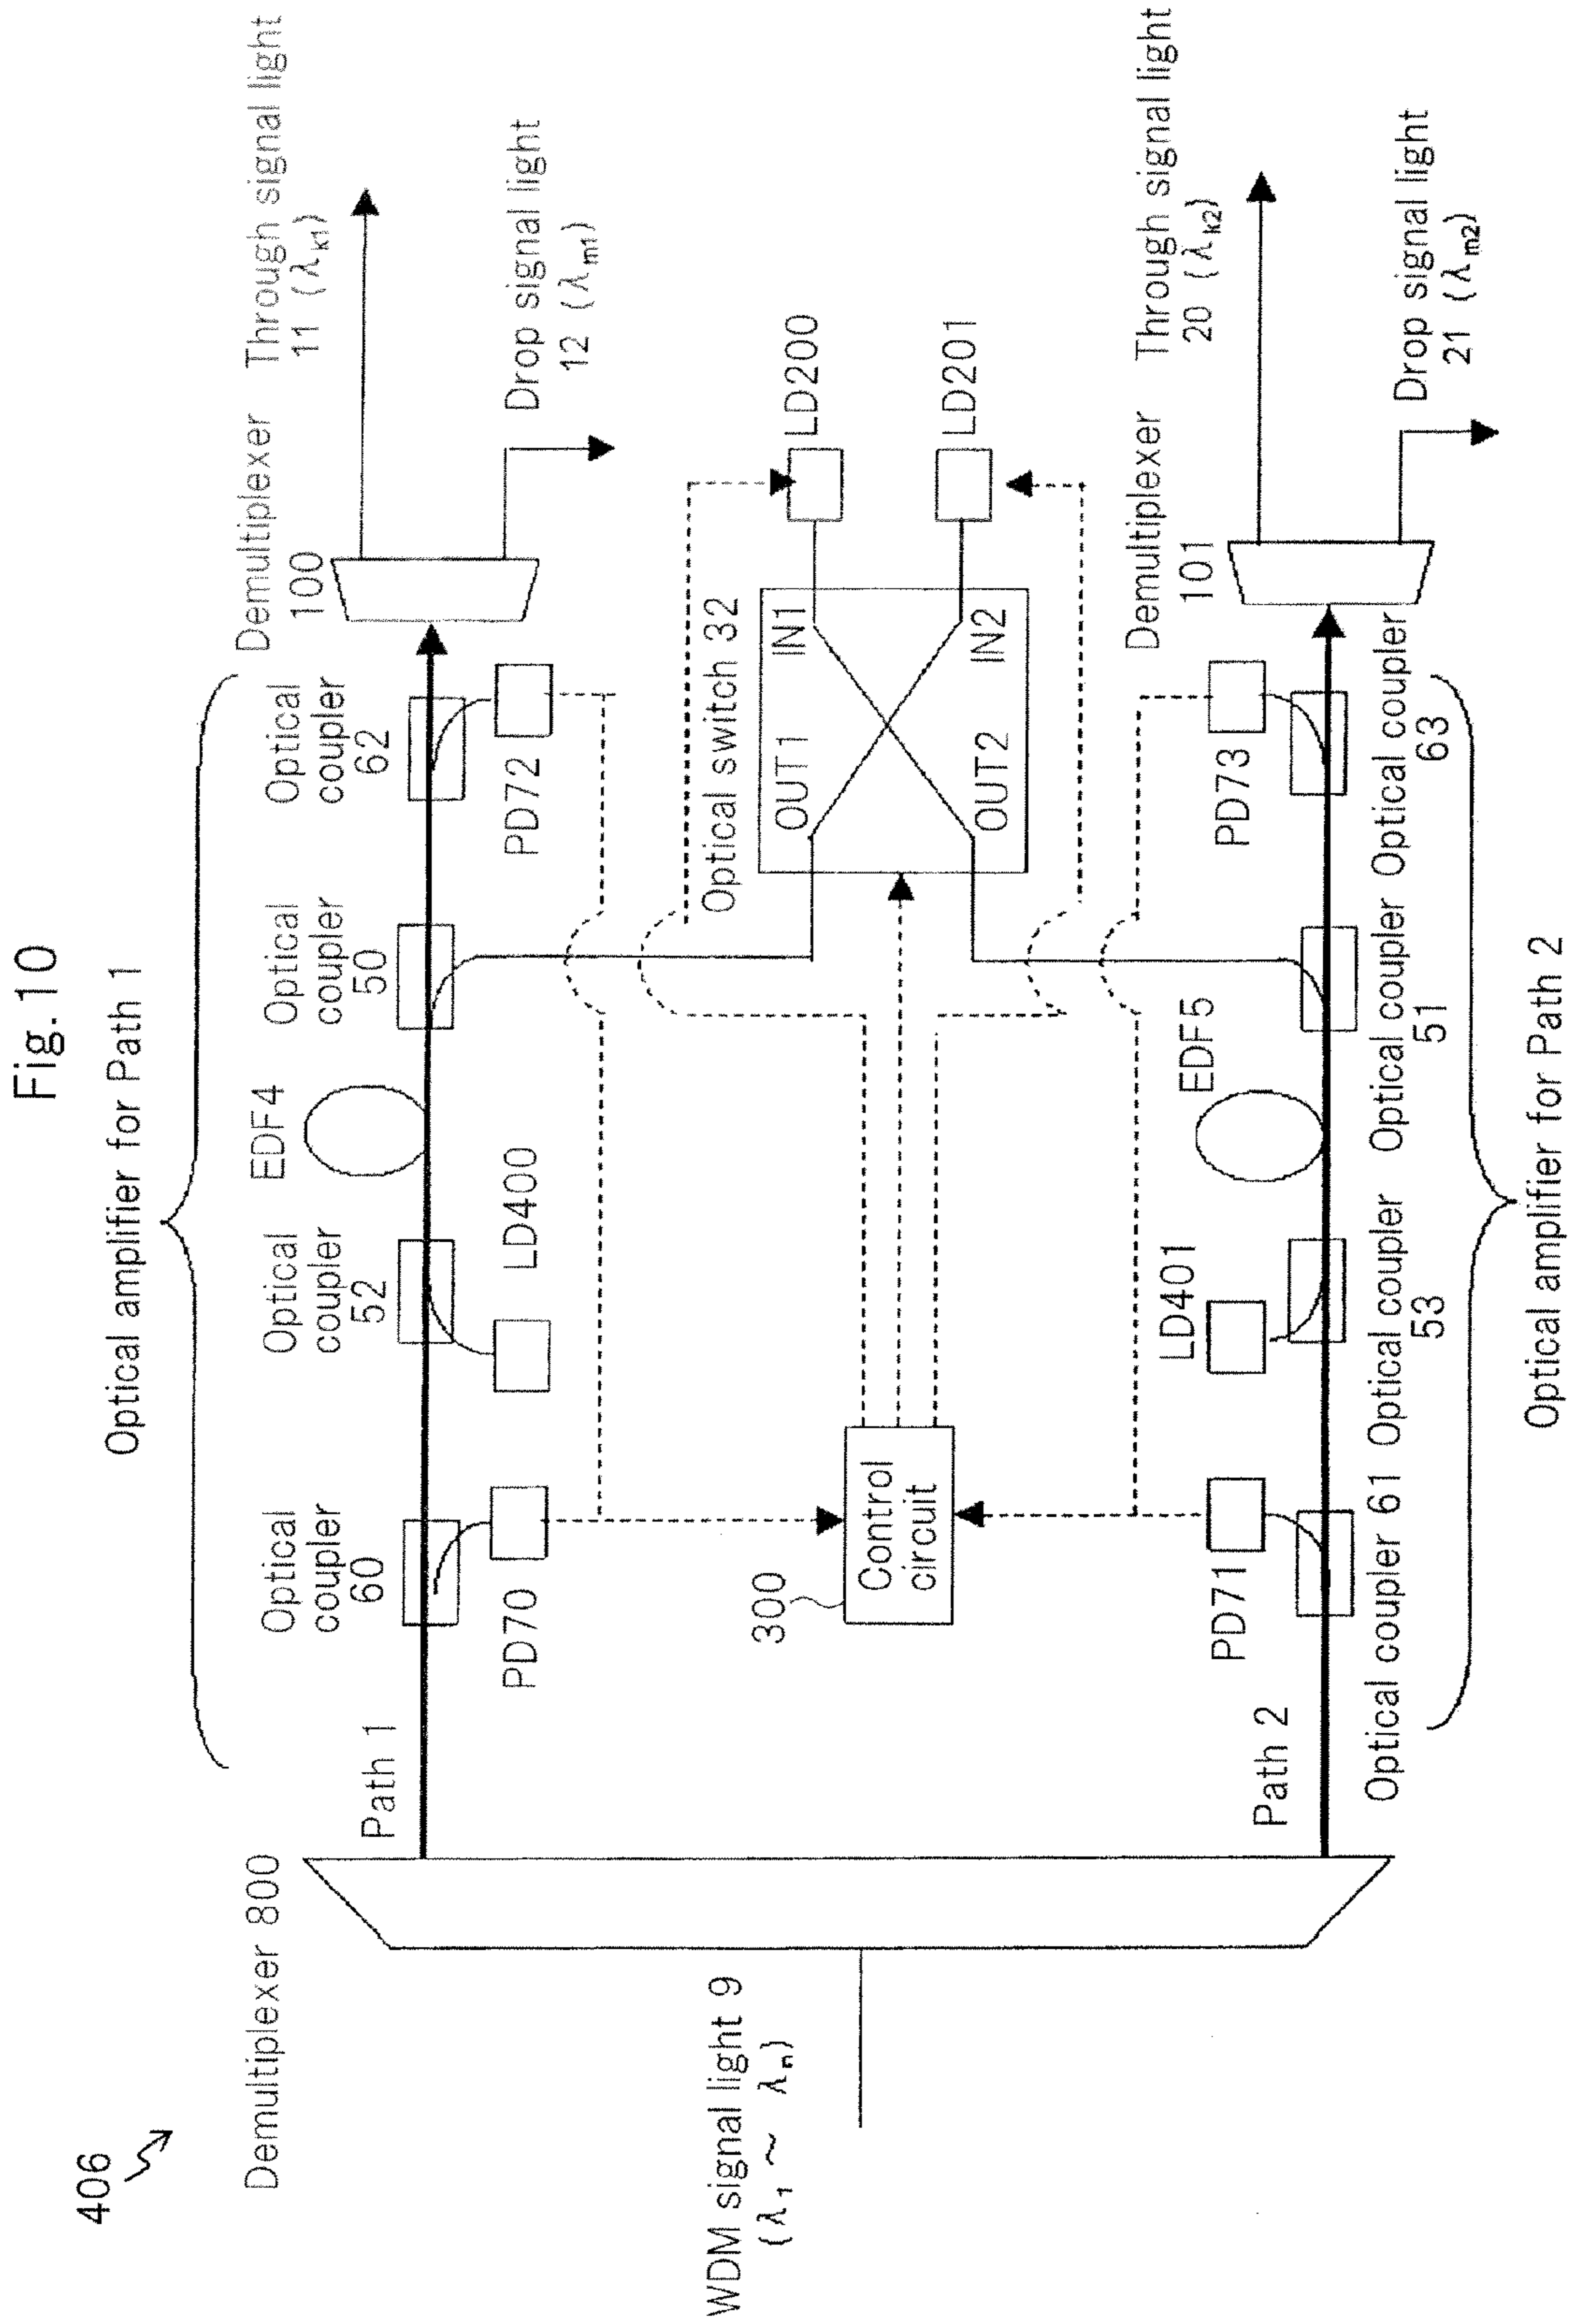 Fig. 10
406
Optical amplifier for Path 1
Demultiplexer 800
Optical
coupler
60
Optical
coupler
52
EDF4
Optical
coupler
50
Optical
coupler
62
Demultiplexer
100
Through signal light
11 (λk1)
Path 1
PD70
LD400
PD72
Drop signal light
12 (λm1)
WDM signal light 9
(λ1 ~ λn)
300
Control
circuit
Optical switch 32
OUT1
IN1
OUT2
IN2
LD200
LD201
Path 2
PD71
LD401
EDF5
PD73
Demultiplexer
101
Through signal light
20 (λk2)
Optical coupler 61
Optical coupler
53
Optical coupler
51
Optical coupler
63
Drop signal light
21 (λm2)
Optical amplifier for Path 2